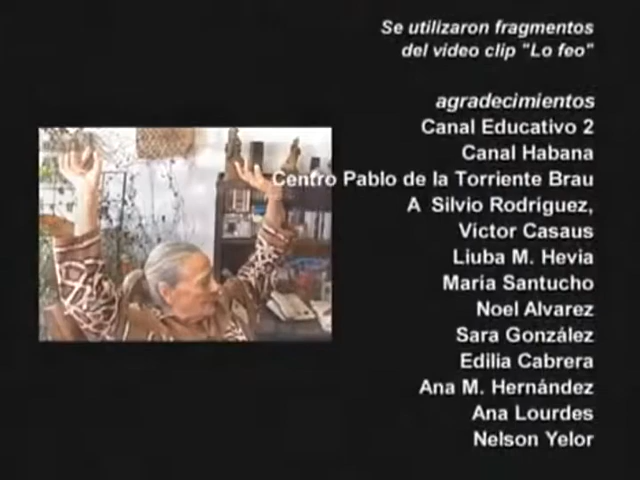 Se utilizaron fragmentos
del video clip "Lo feo"
agradecimientos
Canal Educativo 2
Canal Habana
Centro Pablo de la Torriente Brau
A Silvio Rodriguez,
Victor Casaus
Liuba M. Hevia
María Santucho
Noel Alvarez
Sara González
Edilia Cabrera
Ana M. Hernández
Ana Lourdes
Nelson Yelor